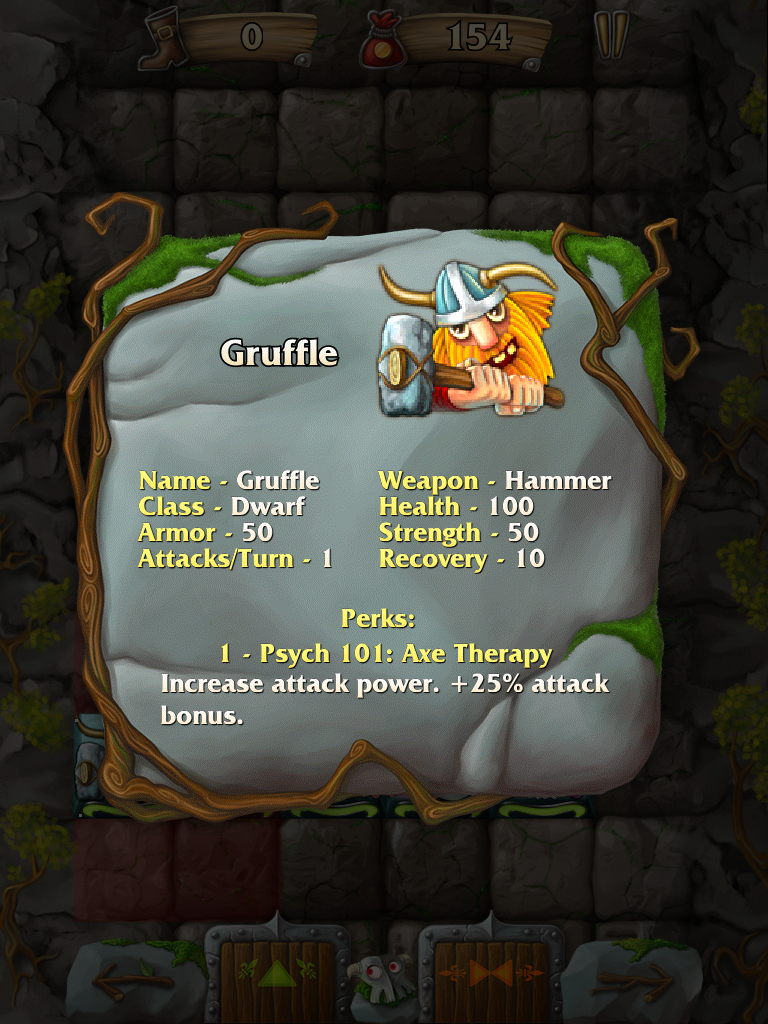 0 154
Gruffle
Name - Gruffle Weapon - Hammer
Class - Dwarf Health - 100
Armor - 50 Strength - 50
Attacks/Turn - 1 Recovery - 10
Perks:
1 - Psych 101: Axe Therapy
Increase attack power. +25% attack
bonus.